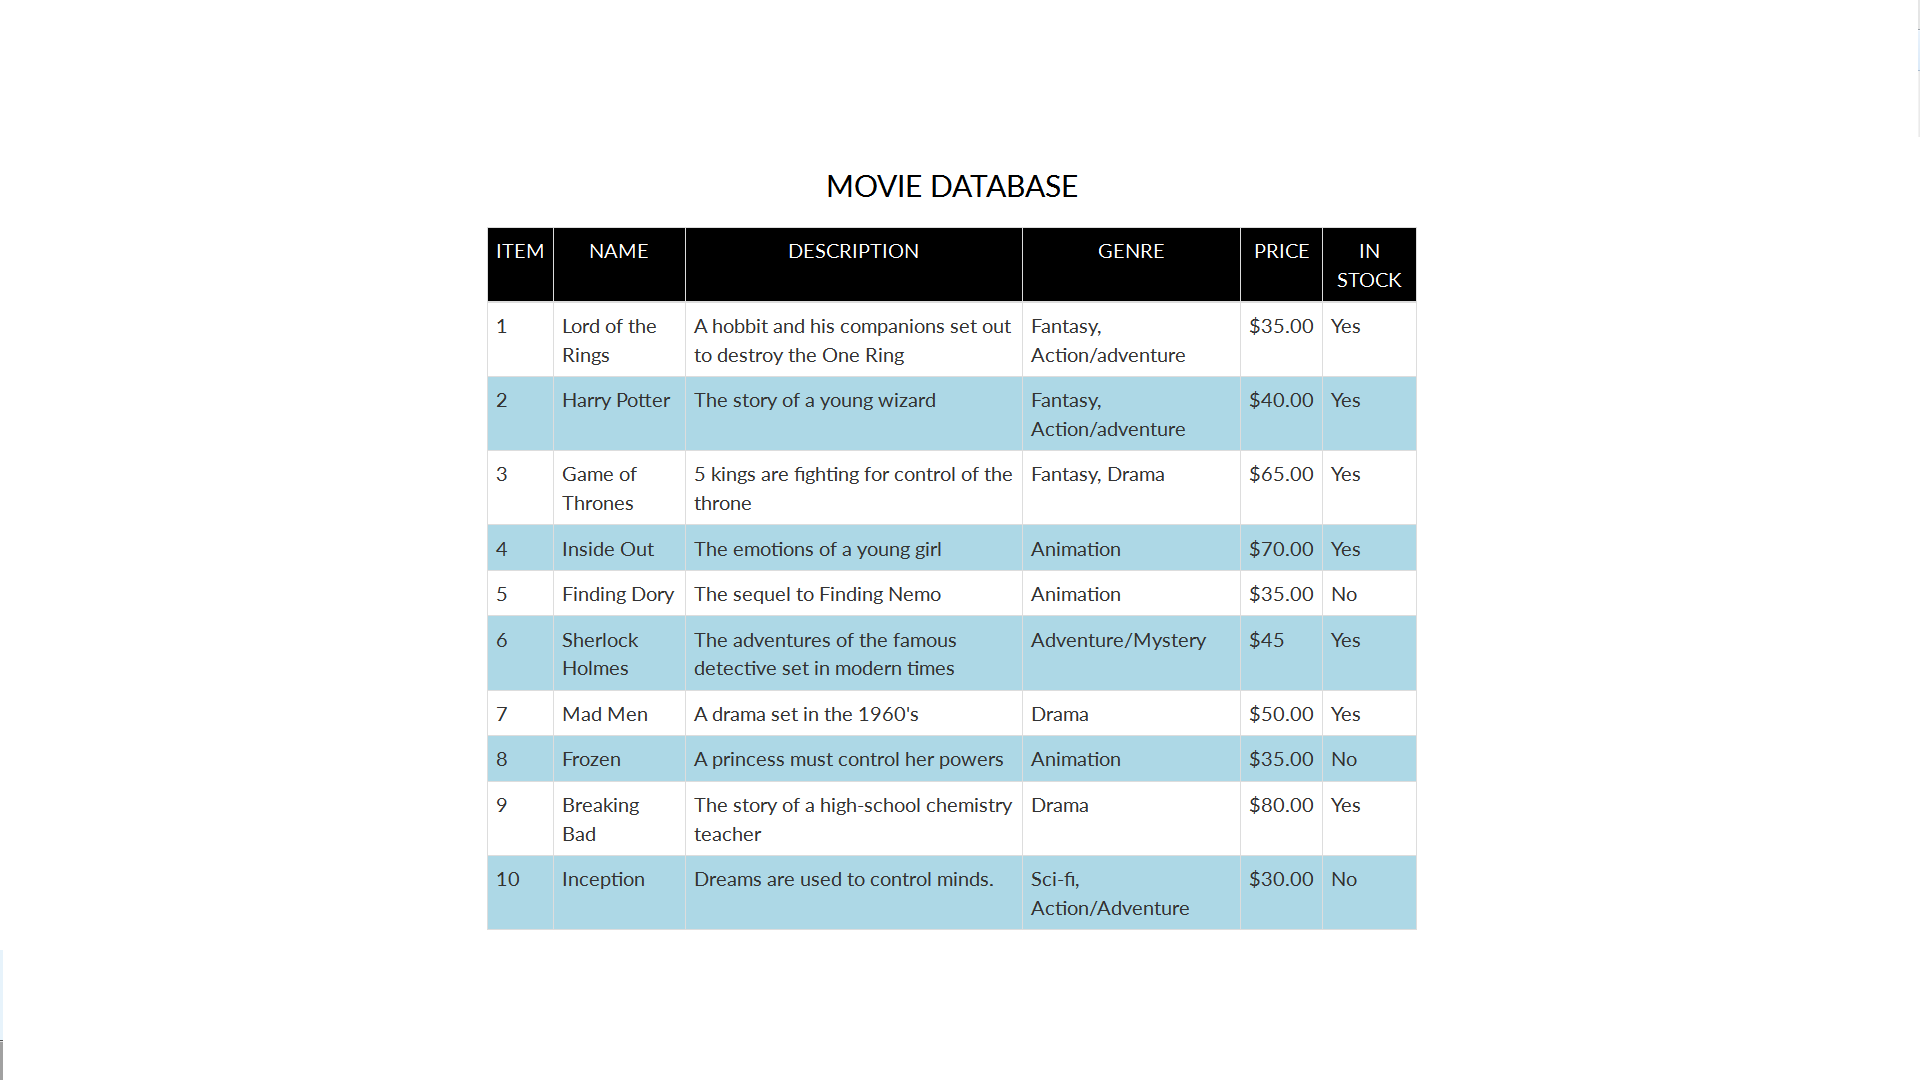 MOVIE DATABASE
ITEM NAME DESCRIPTION GENRE PRICE IN
STOCK
1 Lord of the A hobbit and his companions set out Fantasy, $35.00 Yes
Rings to destroy the One Ring Action/adventure
2 Harry Potter The story of a young wizard Fantasy, $40.00 Yes
Action/adventure
3 Game of 5 kings are fighting for control of the Fantasy, Drama $65.00 Yes
Thrones throne
4 Inside Out The emotions of a young girl Animation $70.00 Yes
5 Finding Dory The sequel to Finding Nemo Animation $35.00 No
6 Sherlock The adventures of the famous Adventure/Mystery $45 Yes
Holmes detective set in modern times
7 Mad Men A drama set in the 1960's Drama $50.00 Yes
8 Frozen A princess must control her powers Animation $35.00 No
9 Breaking The story of a high-school chemistry Drama $80.00 Yes
Bad teacher
10 Inception Dreams are used to control minds. Sci-fi, $30.00 No
Action/Adventure